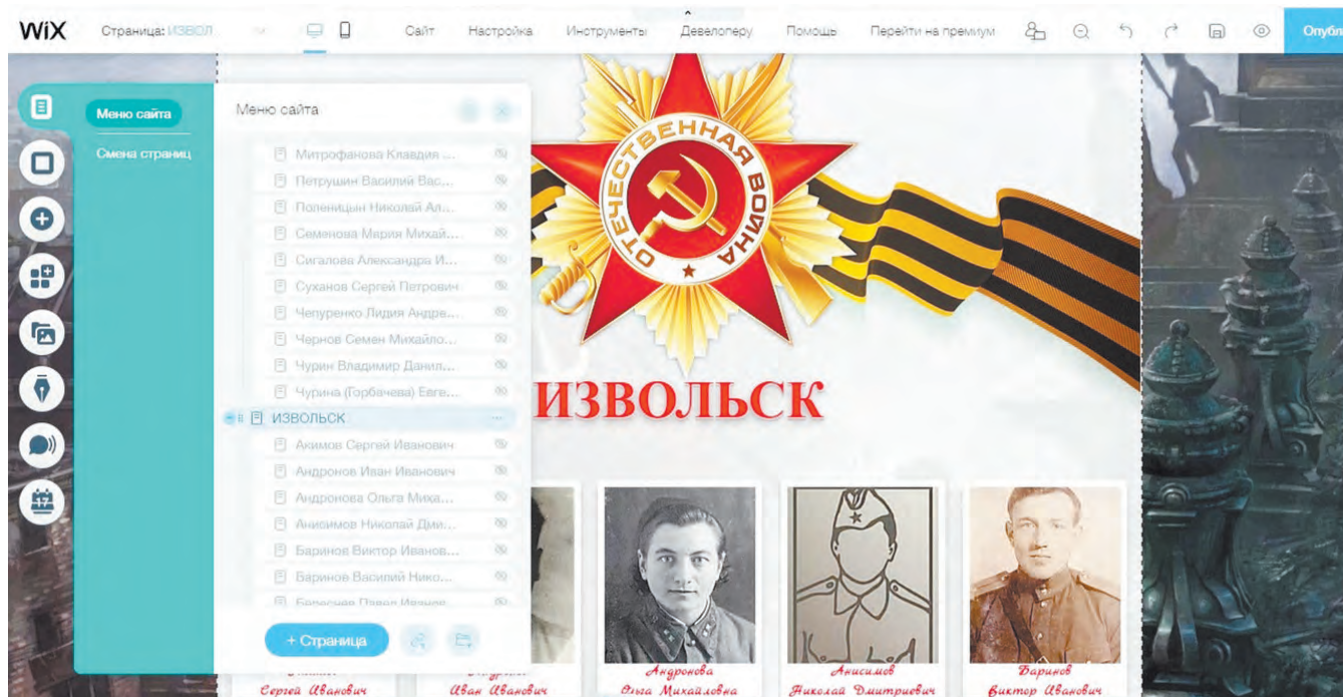 WiX
Страница: ИЗВОЛ
Сайт
Настройка
Инструменты
Девелоперу
Помощь
Перейти на премиум
Опубл
Меню сайта
Смена страниц
17
Меню сайта
Митрофанова Клавдия ...
Петрушин Василий Вас...
Поленицын Николай Ал...
Семенова Мария Михай...
Сигалова Александра И...
Суханов Сергей Петрович
Чепуренко Лидия Андре...
Чернов Семен Михайло...
Чурин Владимир Данил...
Чурина (Горбачева) Евге...
ИЗВОЛЬСК
Акимов Сергей Иванович
Андронов Иван Иванович
Андронова Ольга Миха...
Анисимов Николай Дми...
Баринов Виктор Иванов...
Баринов Василий Нико...
+ Страница
ОТЕЧЕСТВЕННАЯ ВОЙНА
ИЗВОЛЬСК
Сергей Иванович
Иван Иванович
Андронова
Ольга Михайловна
Анисимов
Николай Дмитриевич
Баринов
Виктор Иванович